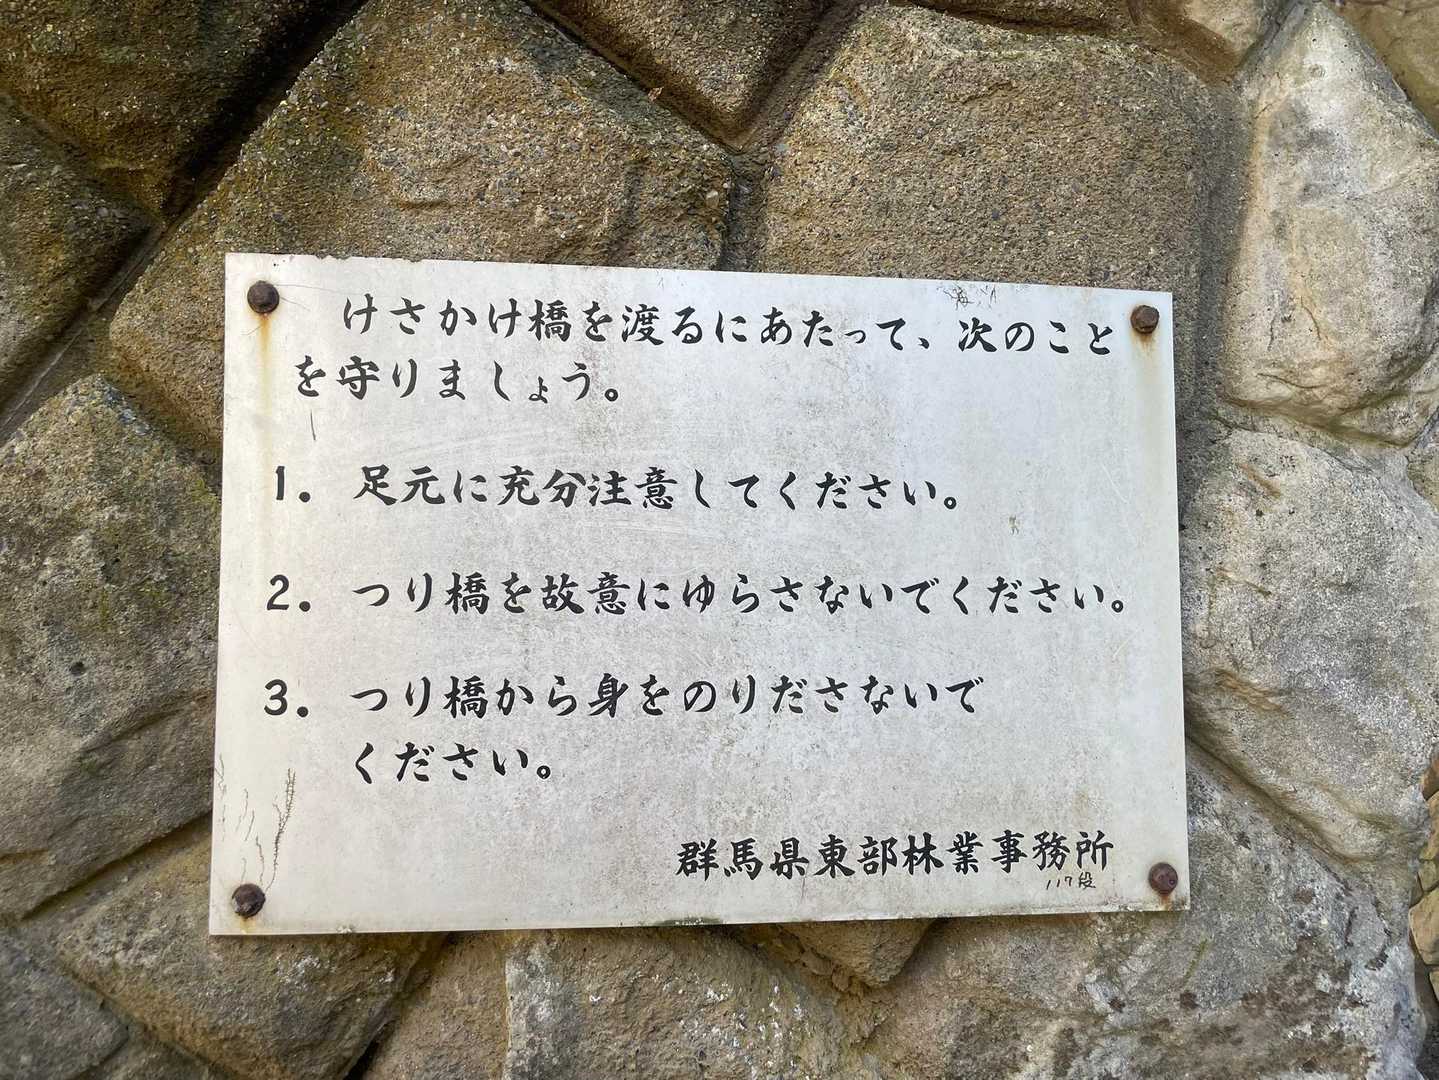 けさかけ橋を渡るにあたって、次のこと
を守りましょう。
1. 足元に充分注意してください。
2. つり橋を故意にゆらさないでください。
3. つり橋から身をのりださないで
ください。
群馬県東部林業事務所
117段